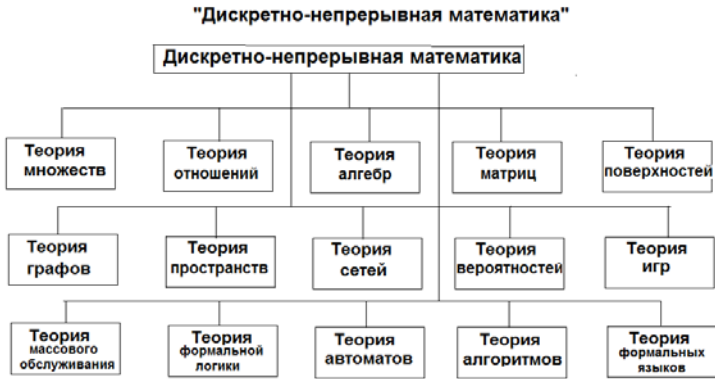 "Дискретно-непрерывная математика"
Дискретно-непрерывная математика
Теория
множеств
Теория
отношений
Теория
алгебр
Теория
матриц
Теория
поверхностей
Теория
графов
Теория
пространств
Теория
сетей
Теория
вероятностей
Теория
игр
Теория
массового
обслуживания
Теория
формальной
логики
Теория
автоматов
Теория
алгоритмов
Теория
формальных
языков